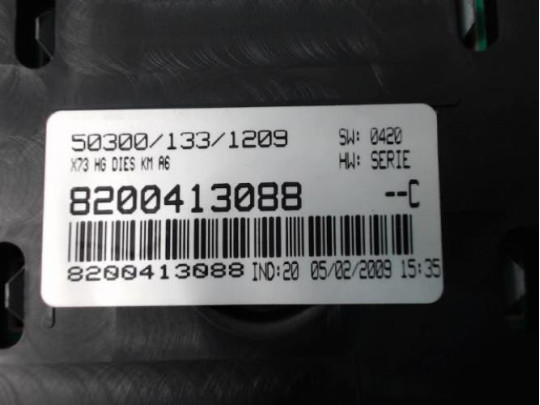 50300/133/1209 SW: 0420
X73 HG DIES KM A6 HW: SERIE
8200413088 --C
8200413088 IND:20 05/02/2009 15:35